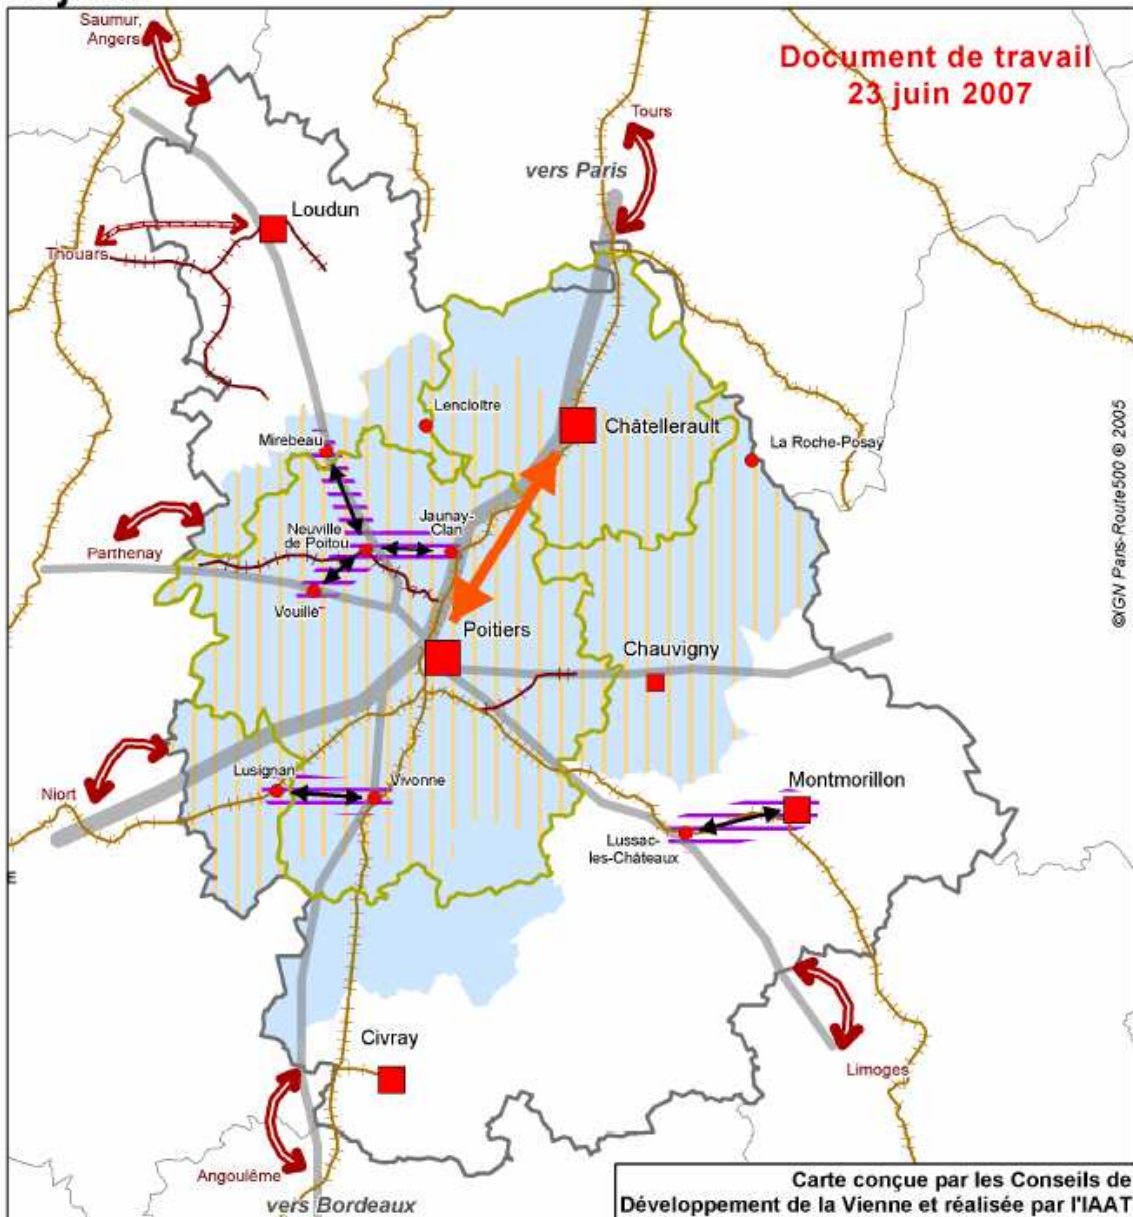 Saumur,
Angers
Document de travail
23 juin 2007
Tours
vers Paris
Loudun
Thouars
Lencloître
Châtellerault
Mirebeau
La Roche-Posay
Jaunay-
Clan
Neuville
de Poitou
Parthenay
Vouille
Poitiers
Chauvigny
©IGN Paris-Route500 ® 2005
Niort
Lusignan
Vivonne
Montmorillon
Lussac-
les-Châteaux
Civray
Limoges
Angoulême
vers Bordeaux
Carte conçue par les Conseils de
Développement de la Vienne et réalisée par l'IAAT